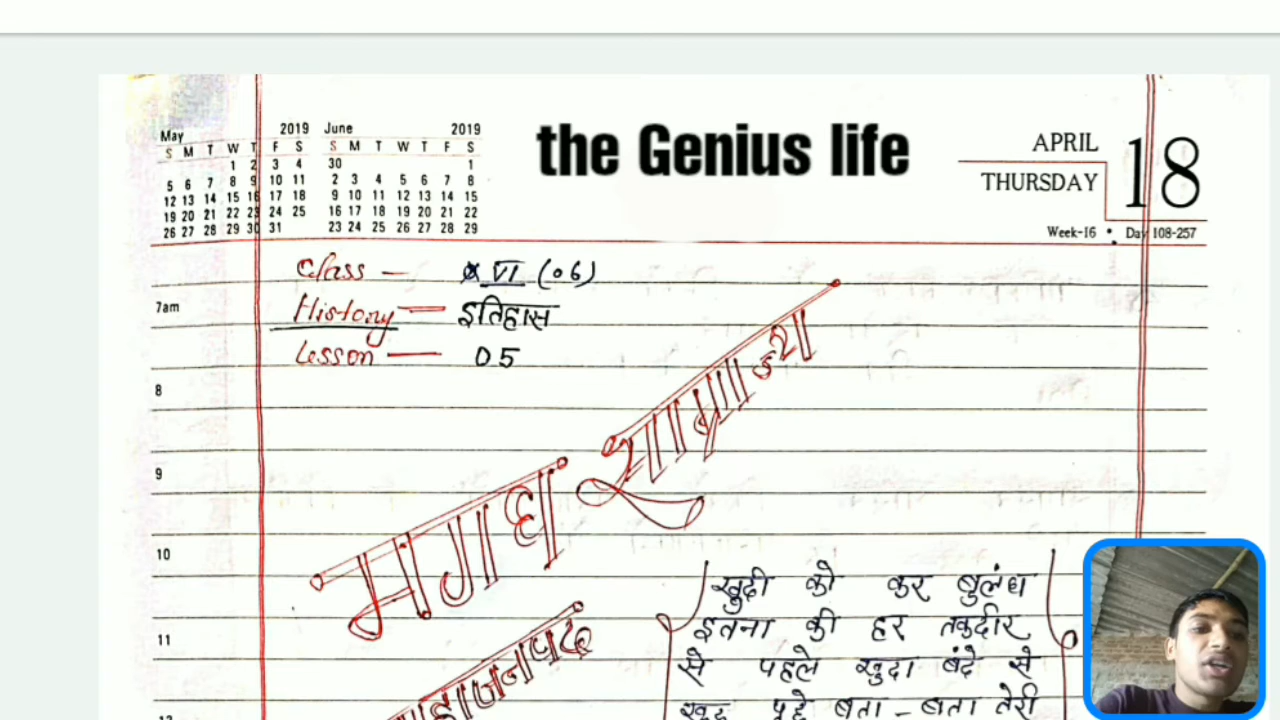 May 2019
S M T W T F S
1 2 3 4
5 6 7 8 9 10 11
12 13 14 15 16 17 18
19 20 21 22 23 24 25
26 27 28 29 30 31
June 2019
S M T W T F S
30 1
2 3 4 5 6 7 8
9 10 11 12 13 14 15
16 17 18 19 20 21 22
23 24 25 26 27 28 29
the Genius life
APRIL
THURSDAY
18
Week-16 • Day 108-257
Class — VI (06)
History — इतिहास
Lesson — 05
7am
8
9
10
11
मगध साम्राज्य
महाजनपद
खुदी को कर बुलंध
इतना की हर तकदीर
से पहले खुदा बंदे से
खुद पूछे बता - बता तेरी